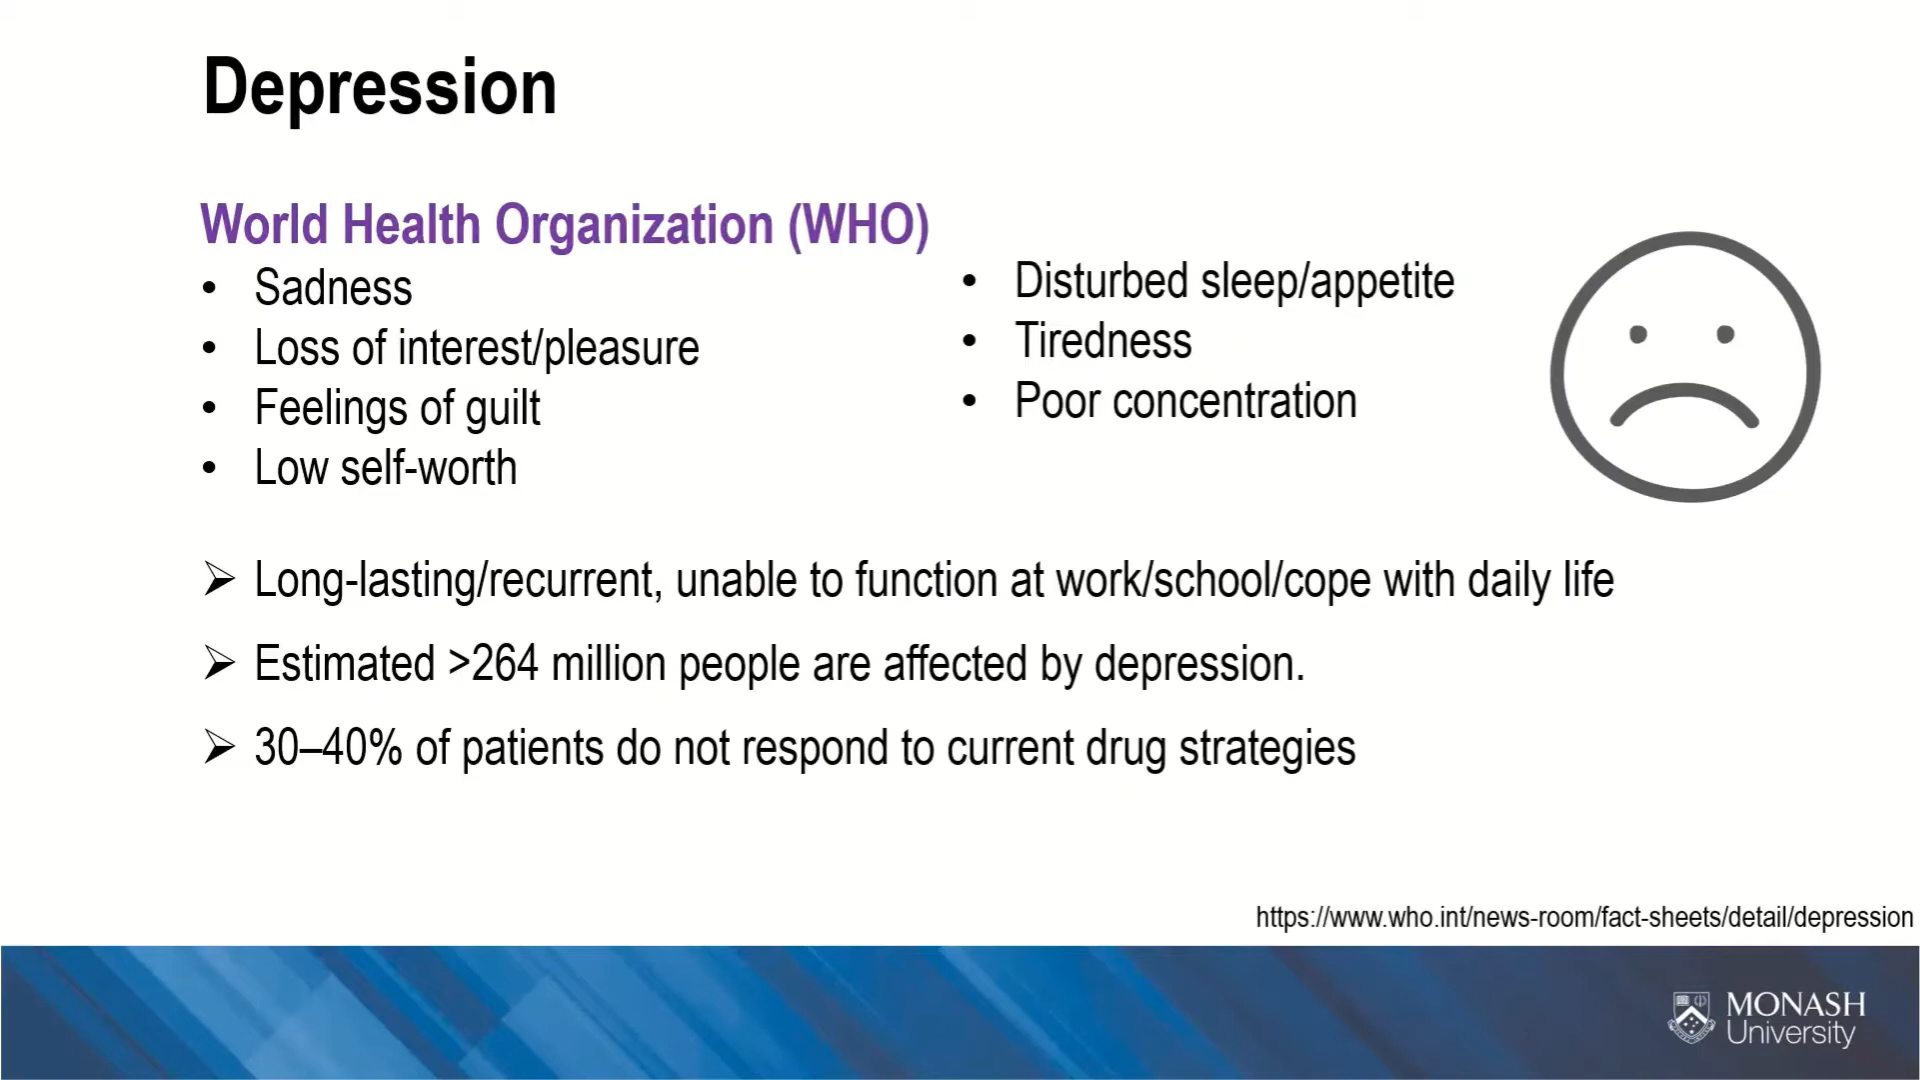 Depression
World Health Organization (WHO)
• Sadness
• Loss of interest/pleasure
• Feelings of guilt
• Low self-worth
• Disturbed sleep/appetite
• Tiredness
• Poor concentration
➢ Long-lasting/recurrent, unable to function at work/school/cope with daily life
➢ Estimated >264 million people are affected by depression.
➢ 30–40% of patients do not respond to current drug strategies
https://www.who.int/news-room/fact-sheets/detail/depression
MONASH
University